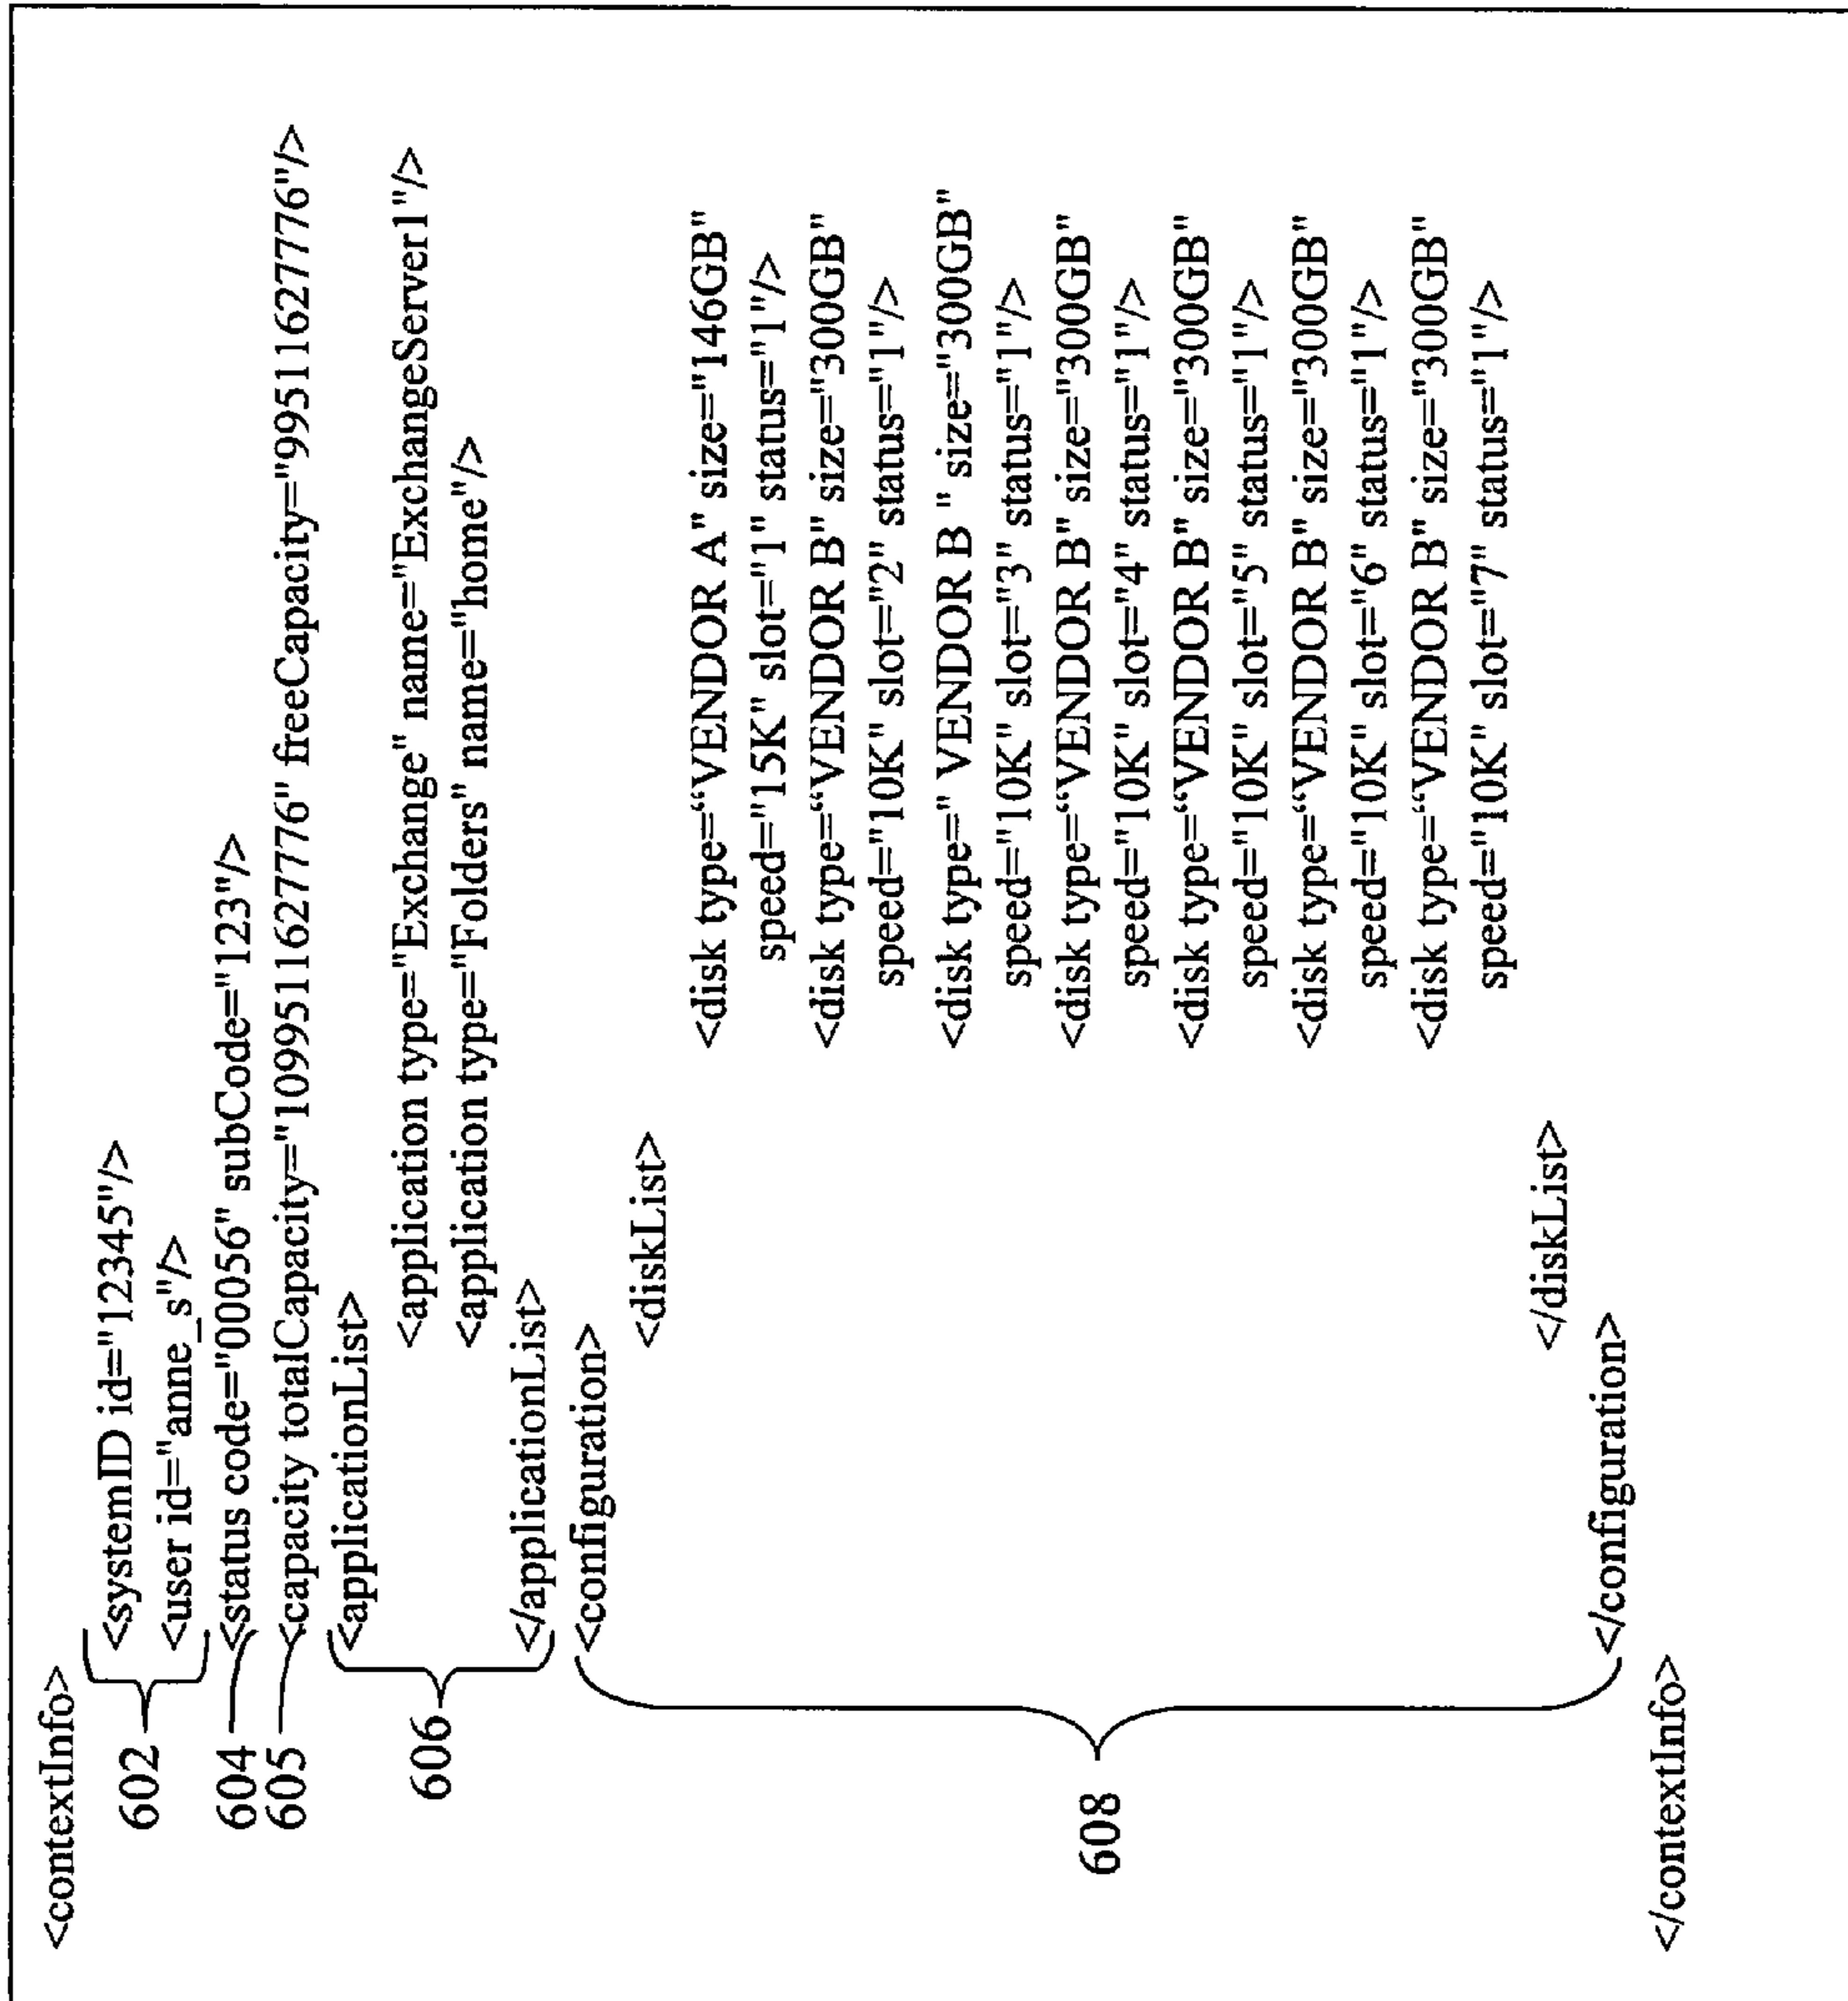 <contextInfo>
<systemID id="12345"/>
602
<user id="anne_s"/>
604 <status code="00056" subCode="123"/>
605 <capacity totalCapacity="1099511627776" freeCapacity="99511627776"/>
<applicationList>
<application type="Exchange" name="ExchangeServer1"/>
606
<application type="Folders" name="home"/>
</applicationList>
<configuration>
<diskList>
<disk type=“VENDOR A" size="146GB"
speed="15K" slot="1" status="1"/>
<disk type=“VENDOR B" size="300GB"
speed="10K" slot="2" status="1"/>
<disk type=" VENDOR B " size="300GB"
speed="10K" slot="3" status="1"/>
<disk type=“VENDOR B" size="300GB"
608
speed="10K" slot="4" status="1"/>
<disk type=“VENDOR B" size="300GB"
speed="10K" slot="5" status="1"/>
<disk type=“VENDOR B" size="300GB"
speed="10K" slot="6" status="1"/>
<disk type=“VENDOR B" size="300GB"
speed="10K" slot="7" status="1"/>
</diskList>
</configuration>
</contextInfo>